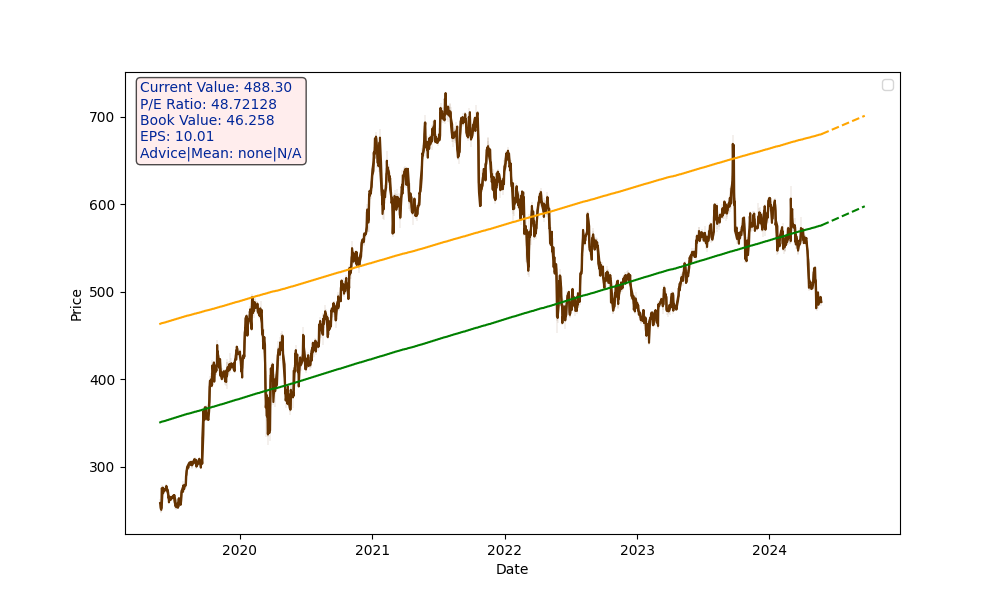 Current Value: 488.30
P/E Ratio: 48.72128
Book Value: 46.258
EPS: 10.01
Advice|Mean: none|N/A
Price
700
600
500
400
300
2020 2021 2022 2023 2024
Date